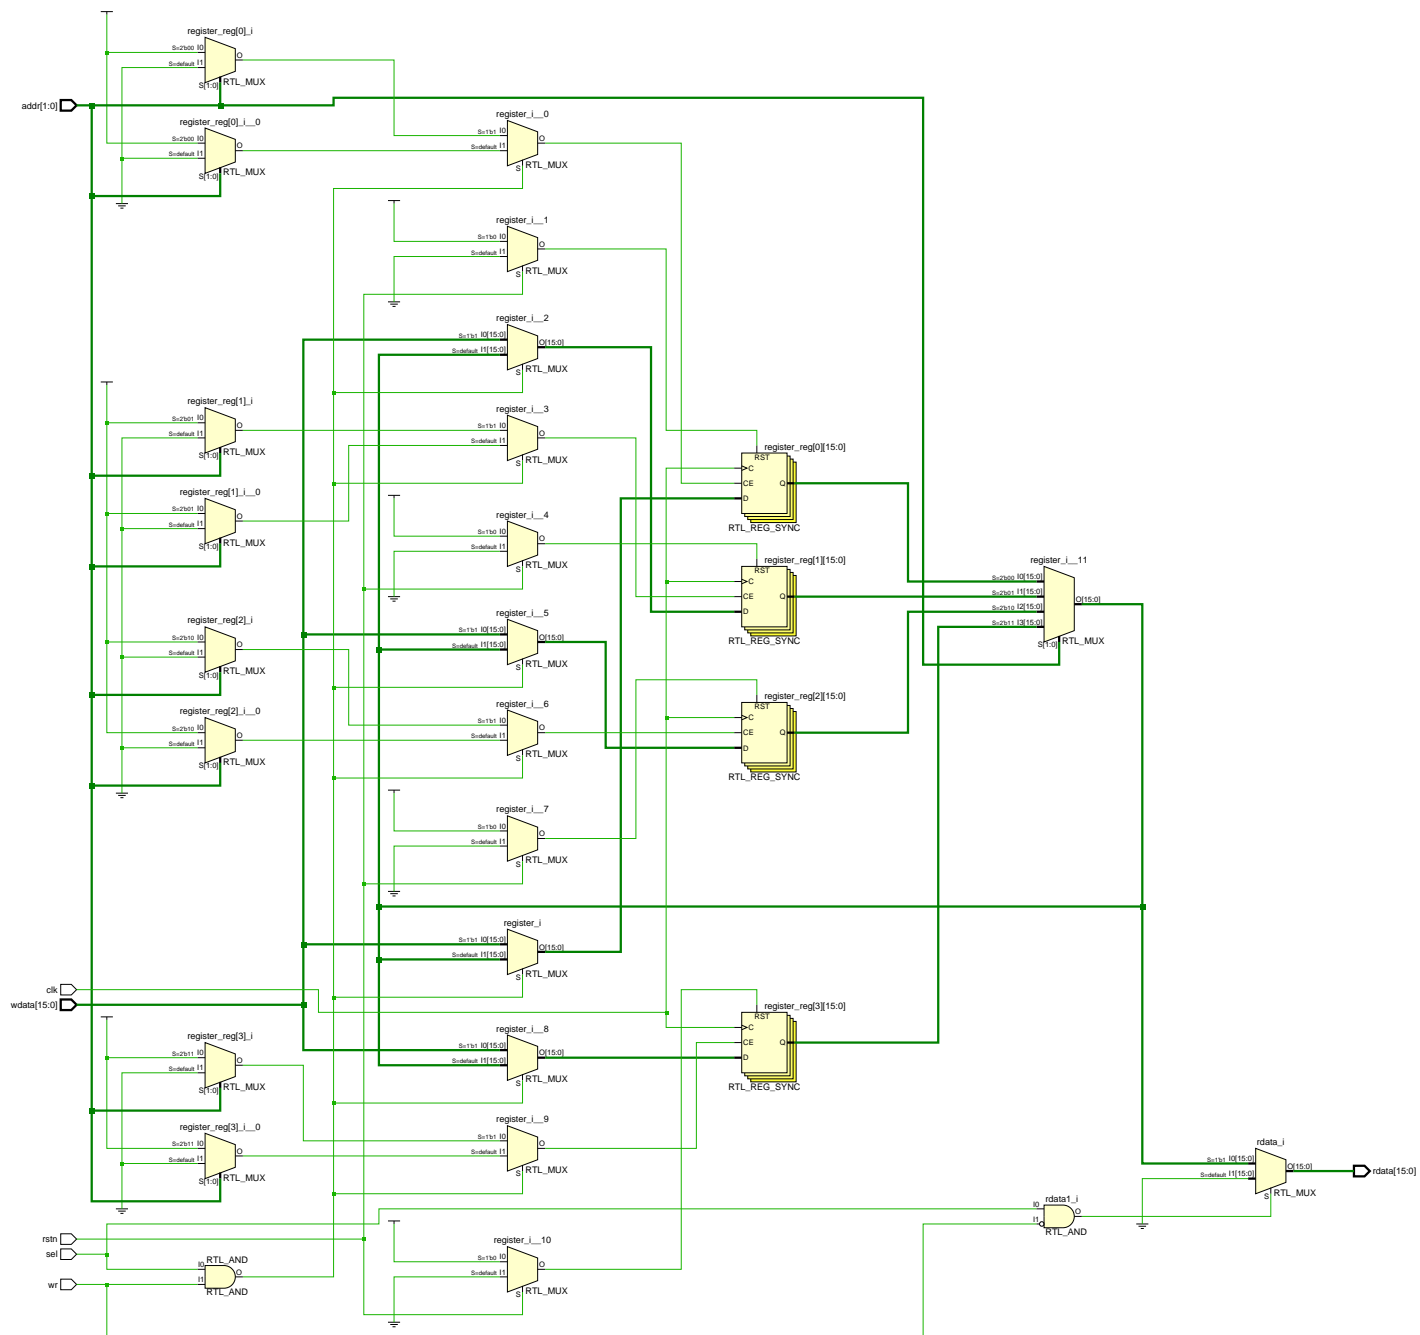 register_reg[0]_i
S=2'b00 I0
S=default I1
O
S[1:0]
RTL_MUX
addr[1:0]
register_reg[0]_i__0
S=2'b00 I0
S=default I1
O
S[1:0]
RTL_MUX
register_i__0
S=1'b1 I0
S=default I1
O
S
RTL_MUX
register_i__1
S=1'b0 I0
S=default I1
O
S
RTL_MUX
register_i__2
S=1'b1 I0[15:0]
S=default I1[15:0]
O[15:0]
S
RTL_MUX
register_reg[1]_i
S=2'b01 I0
S=default I1
O
S[1:0]
RTL_MUX
register_i__3
S=1'b1 I0
S=default I1
O
S
RTL_MUX
register_reg[0][15:0]
RST
C
CE
D
Q
RTL_REG_SYNC
register_reg[1]_i__0
S=2'b01 I0
S=default I1
O
S[1:0]
RTL_MUX
register_i__4
S=1'b0 I0
S=default I1
O
S
RTL_MUX
register_reg[1][15:0]
RST
C
CE
D
Q
RTL_REG_SYNC
register_i__11
S=2'b00 I0[15:0]
S=2'b01 I1[15:0]
S=2'b10 I2[15:0]
S=2'b11 I3[15:0]
O[15:0]
S[1:0]
RTL_MUX
register_reg[2]_i
S=2'b10 I0
S=default I1
O
S[1:0]
RTL_MUX
register_i__5
S=1'b1 I0[15:0]
S=default I1[15:0]
O[15:0]
S
RTL_MUX
register_reg[2]_i__0
S=2'b10 I0
S=default I1
O
S[1:0]
RTL_MUX
register_i__6
S=1'b1 I0
S=default I1
O
S
RTL_MUX
register_reg[2][15:0]
RST
C
CE
D
Q
RTL_REG_SYNC
register_i__7
S=1'b0 I0
S=default I1
O
S
RTL_MUX
register_i
S=1'b1 I0[15:0]
S=default I1[15:0]
O[15:0]
S
RTL_MUX
clk
wdata[15:0]
register_reg[3]_i
S=2'b11 I0
S=default I1
O
S[1:0]
RTL_MUX
register_i__8
S=1'b1 I0[15:0]
S=default I1[15:0]
O[15:0]
S
RTL_MUX
register_reg[3][15:0]
RST
C
CE
D
Q
RTL_REG_SYNC
register_reg[3]_i__0
S=2'b11 I0
S=default I1
O
S[1:0]
RTL_MUX
register_i__9
S=1'b1 I0
S=default I1
O
S
RTL_MUX
rdata_i
S=1'b1 I0[15:0]
S=default I1[15:0]
O[15:0]
S
RTL_MUX
rdata[15:0]
rdata1_i
I0
I1
O
RTL_AND
rstn
sel
wr
RTL_AND
I0
I1
O
RTL_AND
register_i__10
S=1'b0 I0
S=default I1
O
S
RTL_MUX